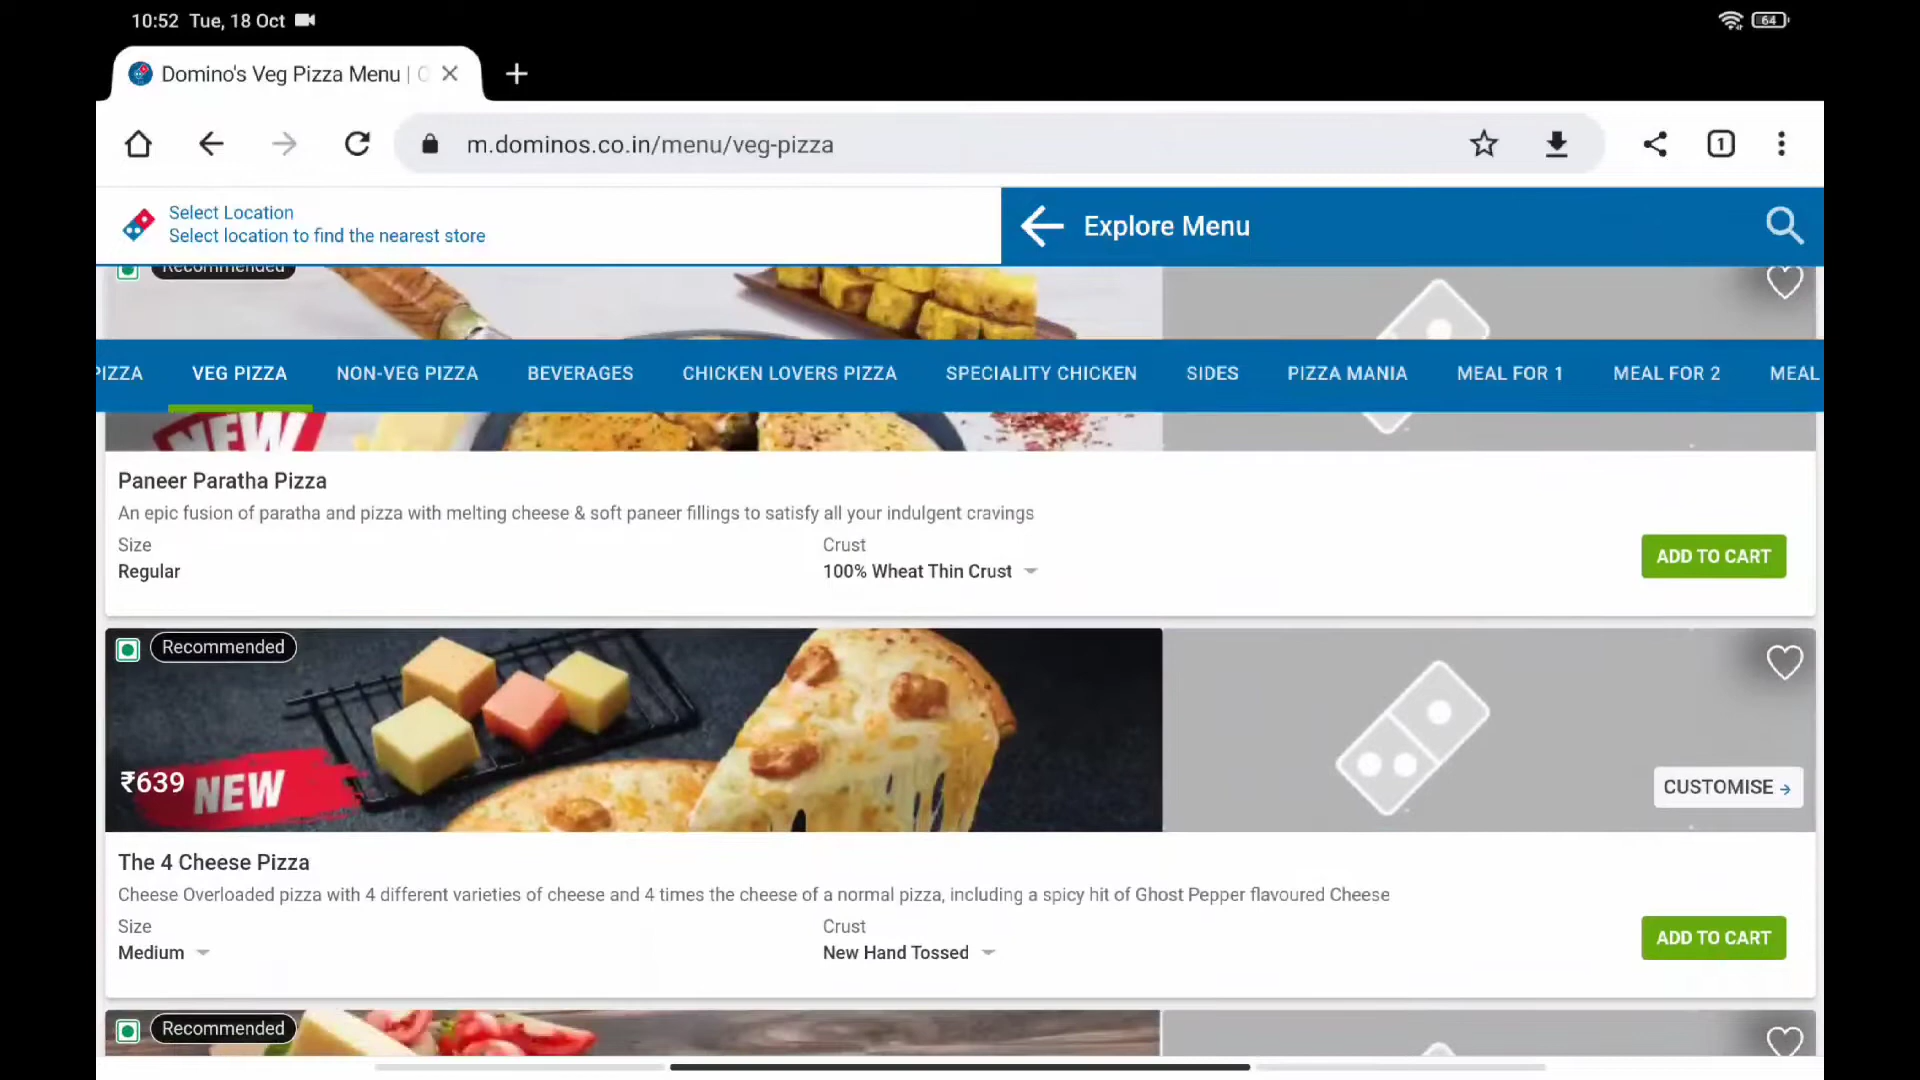 10:52 Tue, 18 Oct
64
Domino's Veg Pizza Menu |
m.dominos.co.in/menu/veg-pizza
1
Select Location
Select location to find the nearest store
Explore Menu
Recommended
PIZZA VEG PIZZA NON-VEG PIZZA BEVERAGES CHICKEN LOVERS PIZZA SPECIALITY CHICKEN SIDES PIZZA MANIA MEAL FOR 1 MEAL FOR 2 MEAL
NEW
Paneer Paratha Pizza
An epic fusion of paratha and pizza with melting cheese & soft paneer fillings to satisfy all your indulgent cravings
Size Crust
Regular 100% Wheat Thin Crust
ADD TO CART
Recommended
₹639 NEW
CUSTOMISE →
The 4 Cheese Pizza
Cheese Overloaded pizza with 4 different varieties of cheese and 4 times the cheese of a normal pizza, including a spicy hit of Ghost Pepper flavoured Cheese
Size Crust
Medium New Hand Tossed
ADD TO CART
Recommended